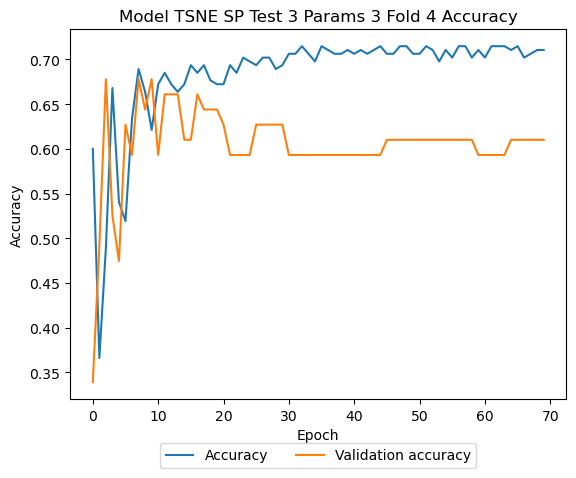 Model TSNE SP Test 3 Params 3 Fold 4 Accuracy
0.70
0.65
0.60
0.55
0.50
0.45
0.40
0.35
Accuracy
0 10 20 30 40 50 60 70
Epoch
Accuracy Validation accuracy